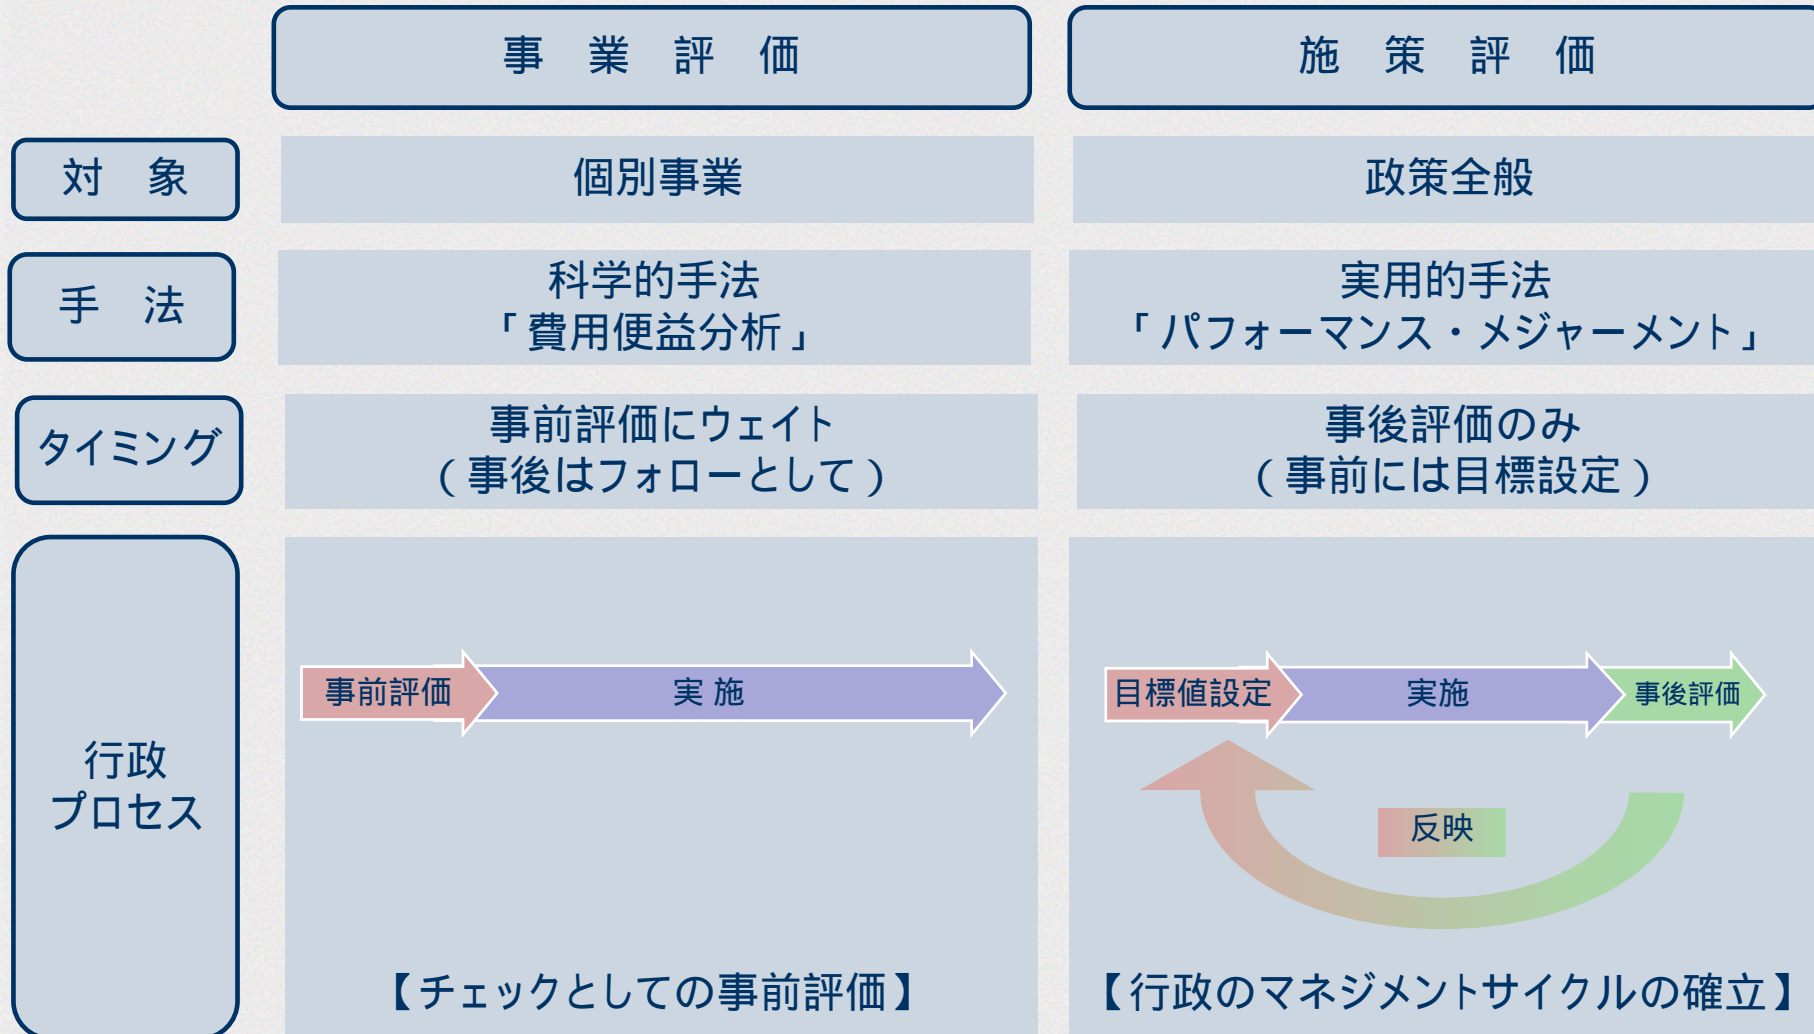 事 業 評 価
施 策 評 価
対 象
個別事業
政策全般
手 法
科学的手法
「費用便益分析」
実用的手法
「パフォーマンス・メジャーメント」
タイミング
事前評価にウェイト
(事後はフォローとして)
事後評価のみ
(事前には目標設定)
行政
プロセス
事前評価
実 施
【チェックとしての事前評価】
目標値設定
実施
事後評価
反映
【行政のマネジメントサイクルの確立】